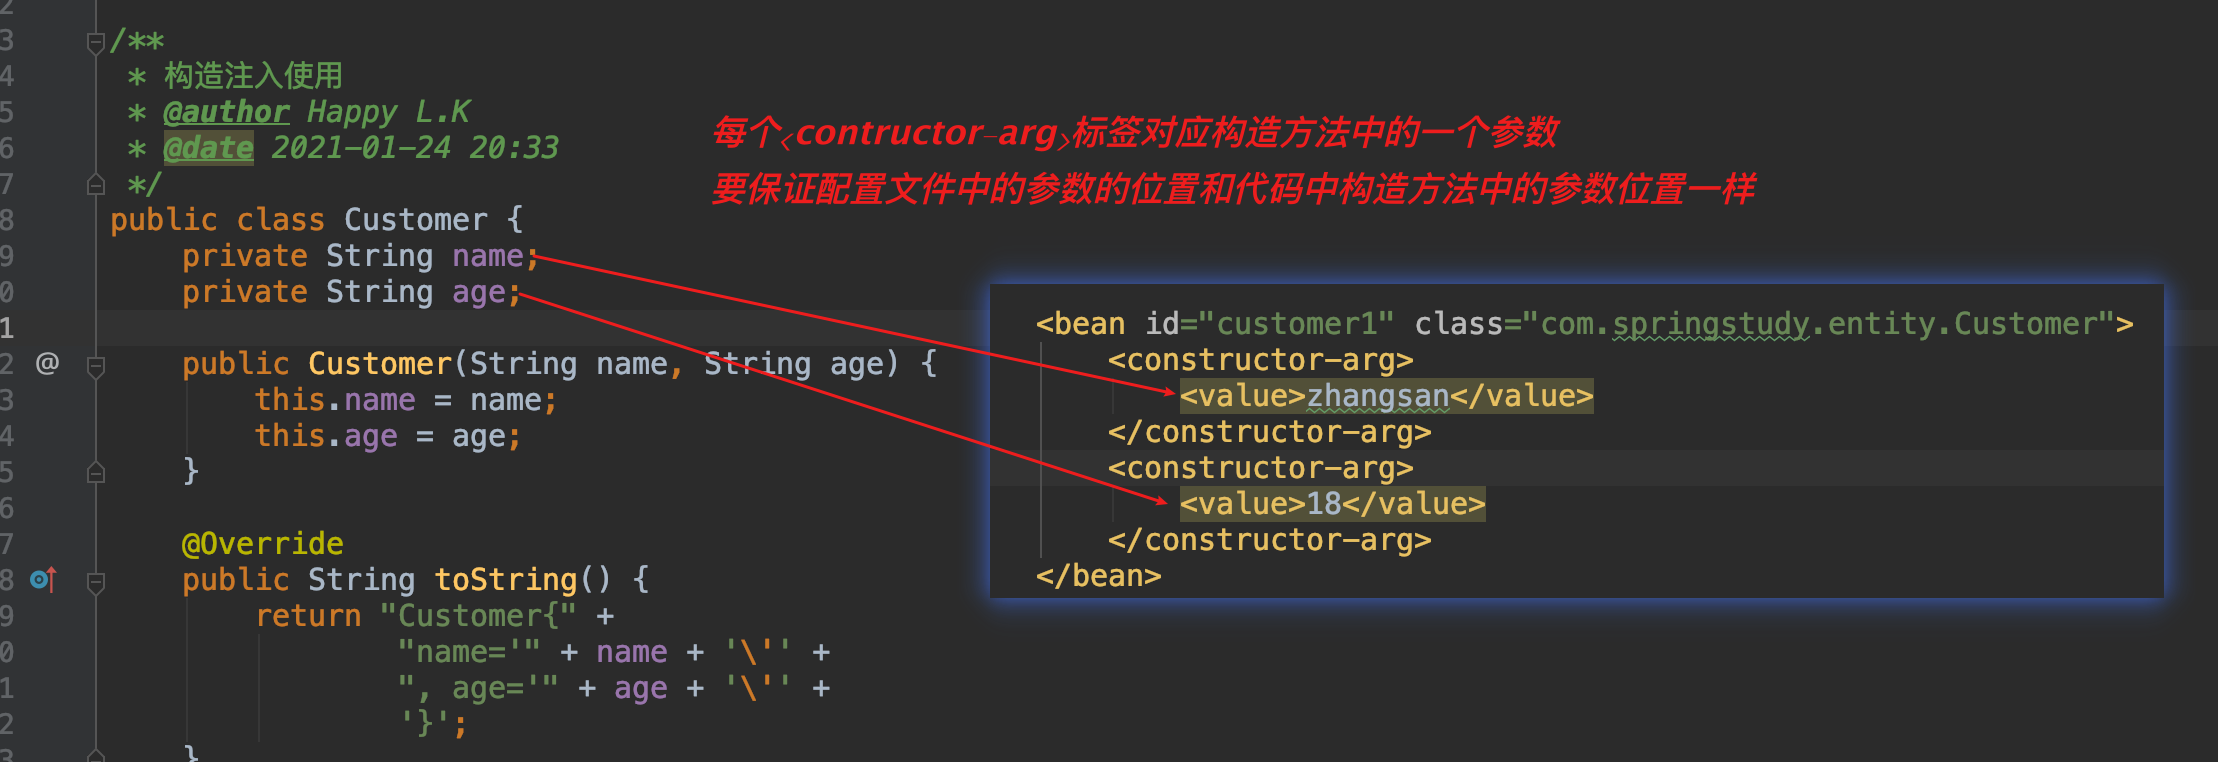 2
3 /**
4 * 构造注入使用
5 * @author Happy L.K
6 * @date 2021-01-24 20:33
7 */
8 public class Customer {
9 private String name;
0 private String age;
1
2 @ public Customer(String name, String age) {
3 this.name = name;
4 this.age = age;
5 }
6
7 @Override
8 public String toString() {
9 return "Customer{" +
0 "name='" + name + '\'' +
1 ", age='" + age + '\'' +
2 '}';
3 }
每个<contructor-arg>标签对应构造方法中的一个参数
要保证配置文件中的参数的位置和代码中构造方法中的参数位置一样
<bean id="customer1" class="com.springstudy.entity.Customer">
<constructor-arg>
<value>zhangsan</value>
</constructor-arg>
<constructor-arg>
<value>18</value>
</constructor-arg>
</bean>